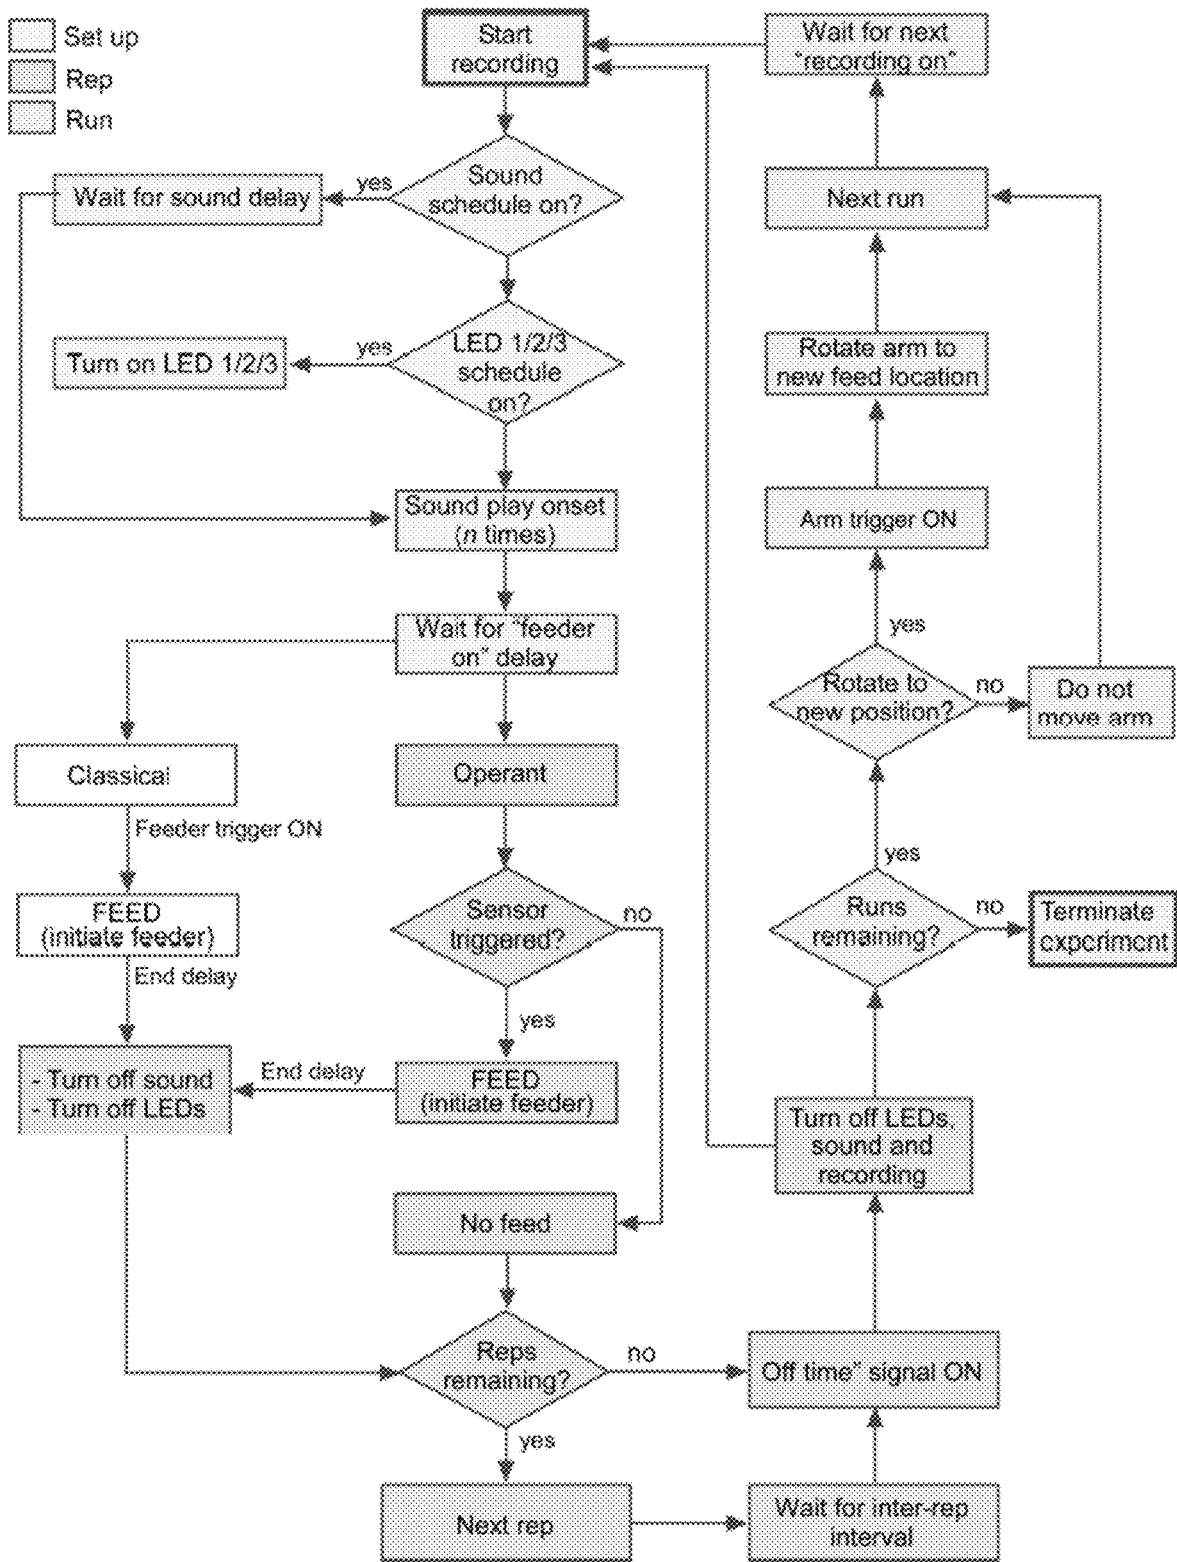 Set up
Rep
Run
Start
recording
Wait for next
"recording on"
Sound
schedule on?
yes
Wait for sound delay
Next run
LED 1/2/3
schedule
on?
yes
Turn on LED 1/2/3
Rotate arm to
new feed location
Sound play onset
(n times)
Arm trigger ON
Wait for "feeder
on" delay
yes
Rotate to
new position?
no
Do not
move arm
Classical
Operant
Feeder trigger ON
yes
FEED
(initiate feeder)
Sensor
triggered?
no
Runs
remaining?
no
Terminate
experiment
End delay
yes
- Turn off sound
- Turn off LEDs
End delay
FEED
(initiate feeder)
Turn off LEDs,
sound and
recording
No feed
Reps
remaining?
no
Off time" signal ON
yes
Next rep
Wait for inter-rep
interval